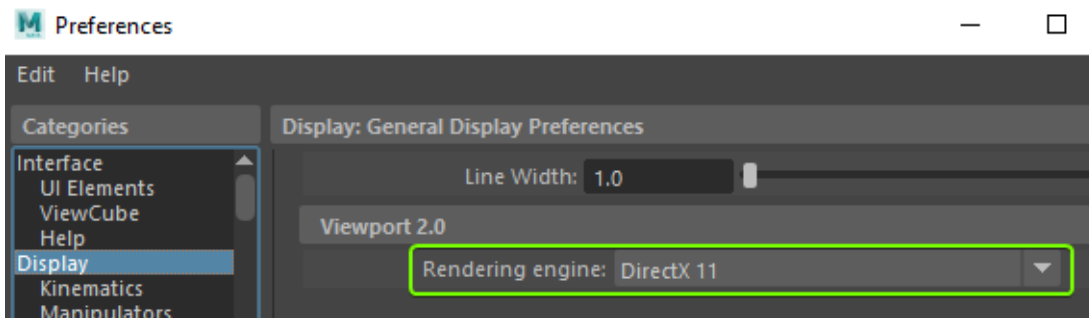 Preferences
Edit Help
Categories
Interface
UI Elements
ViewCube
Help
Display
Kinematics
Manipulators
Display: General Display Preferences
Line Width: 1.0
Viewport 2.0
Rendering engine: DirectX 11